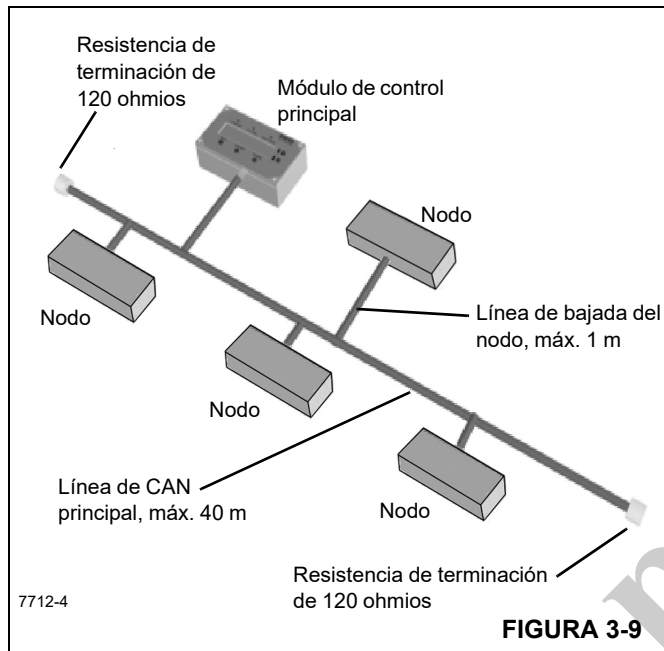 Resistencia de
terminación de
120 ohmios
Módulo de control
principal
Nodo
Nodo
Línea de bajada del
nodo, máx. 1 m
Nodo
Línea de CAN
principal, máx. 40 m
Nodo
Resistencia de terminación
de 120 ohmios
7712-4
FIGURA 3-9